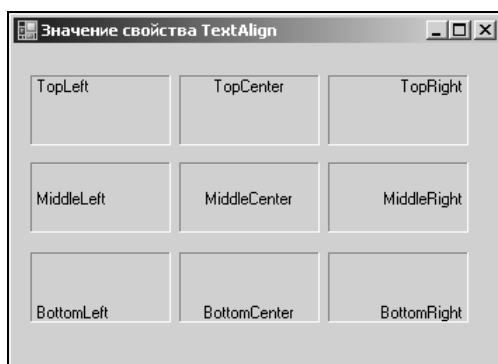 Значение свойства TextAlign
TopLeft TopCenter TopRight
MiddleLeft MiddleCenter MiddleRight
BottomLeft BottomCenter BottomRight